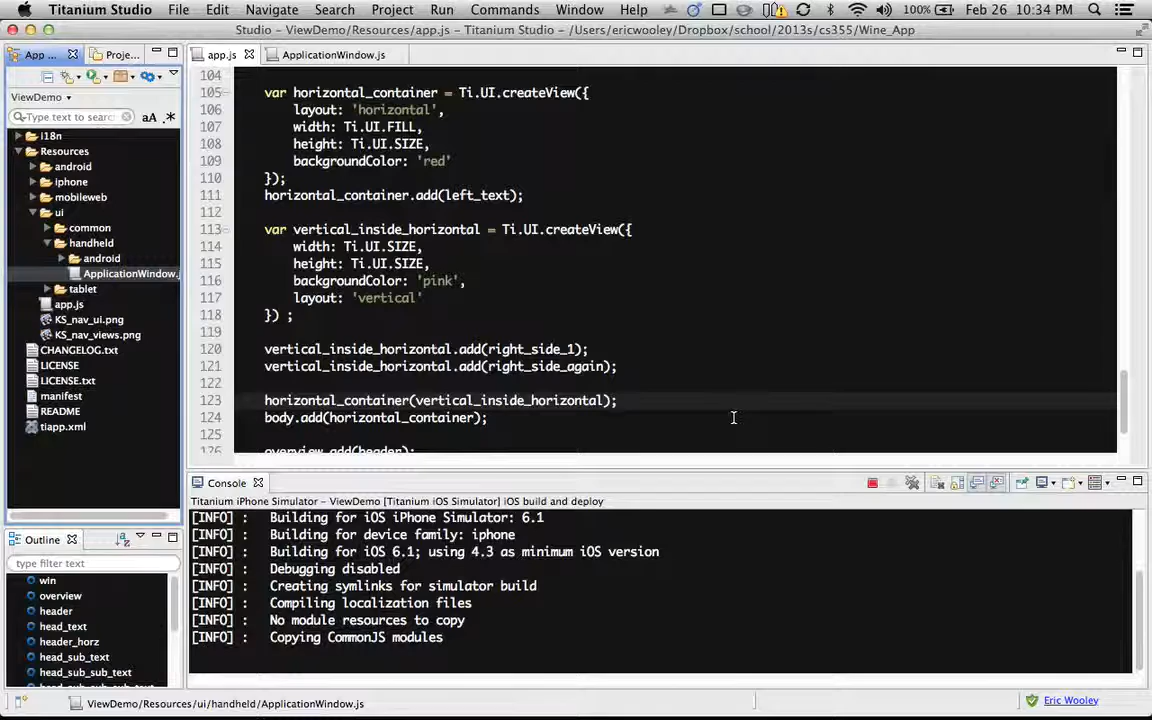 Titanium Studio File Edit Navigate Search Project Run Commands Window Help 100% Feb 26 10:34 PM
Studio - ViewDemo/Resources/app.js - Titanium Studio - /Users/ericwooley/Dropbox/school/2013s/cs355/Wine_App
App ... Proje...
app.js ApplicationWindow.js
ViewDemo
Type to searc aA .*
i18n
Resources
android
iphone
mobileweb
ui
common
handheld
android
ApplicationWindow.j
tablet
app.js
KS_nav_ui.png
KS_nav_views.png
CHANGELOG.txt
LICENSE
LICENSE.txt
manifest
README
tiapp.xml
104
105 var horizontal_container = Ti.UI.createView({
106 layout: 'horizontal',
107 width: Ti.UI.FILL,
108 height: Ti.UI.SIZE,
109 backgroundColor: 'red'
110 });
111 horizontal_container.add(left_text);
112
113 var vertical_inside_horizontal = Ti.UI.createView({
114 width: Ti.UI.SIZE,
115 height: Ti.UI.SIZE,
116 backgroundColor: 'pink',
117 layout: 'vertical'
118 }) ;
119
120 vertical_inside_horizontal.add(right_side_1);
121 vertical_inside_horizontal.add(right_side_again);
122
123 horizontal_container(vertical_inside_horizontal);
124 body.add(horizontal_container);
125
126 overview.add(header);
Console
Titanium iPhone Simulator - ViewDemo [Titanium iOS Simulator] iOS build and deploy
[INFO] : Building for iOS iPhone Simulator: 6.1
[INFO] : Building for device family: iphone
[INFO] : Building for iOS 6.1; using 4.3 as minimum iOS version
[INFO] : Debugging disabled
[INFO] : Creating symlinks for simulator build
[INFO] : Compiling localization files
[INFO] : No module resources to copy
[INFO] : Copying CommonJS modules
Outline
type filter text
win
overview
header
head_text
header_horz
head_sub_text
head_sub_sub_text
head_sub_sub_sub_text
ViewDemo/Resources/ui/handheld/ApplicationWindow.js
Eric Wooley